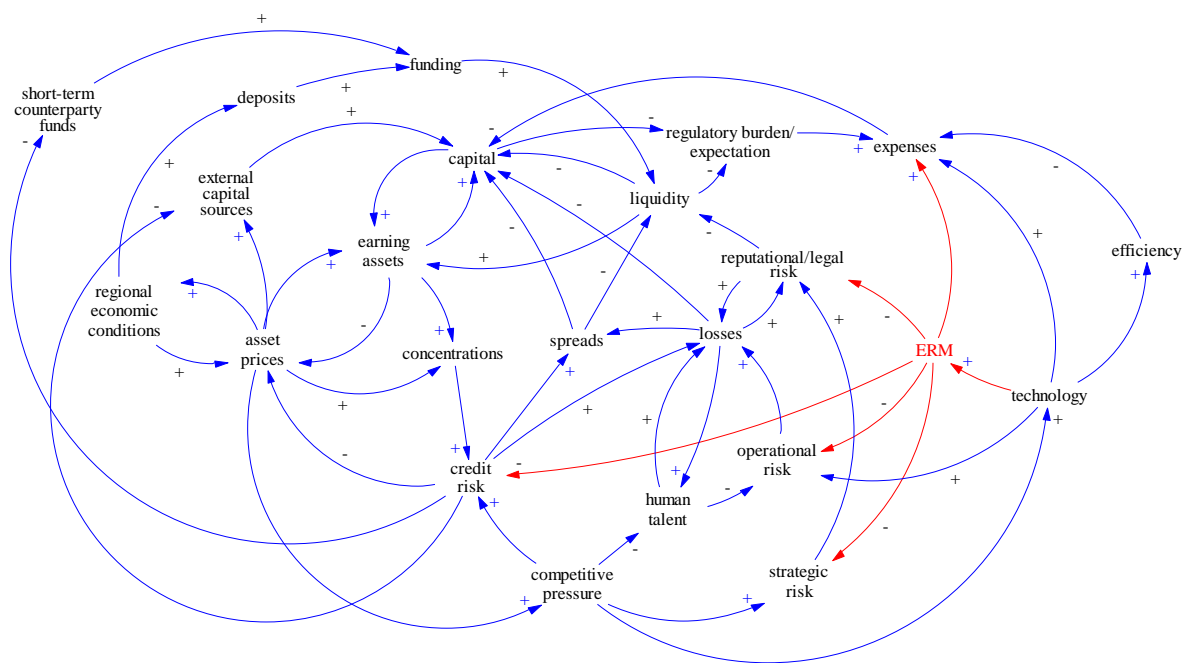 +
funding
+
short-term
counterparty
funds
deposits
+
-
+
-
-
regulatory burden/
expectation
expenses
+
capital
+
-
-
-
+
external
capital
sources
-
+
-
liquidity
+
earning
assets
+
-
+
-
+
reputational/legal
risk
efficiency
+
regional
economic
conditions
+
+
-
-
+
-
+
asset
prices
+
concentrations
spreads
+
losses
+
+
ERM
+
+
+
+
+
technology
+
+
+
-
-
+
credit
risk
-
+
operational
risk
+
-
+
human
talent
-
+
-
competitive
pressure
+
+
strategic
risk